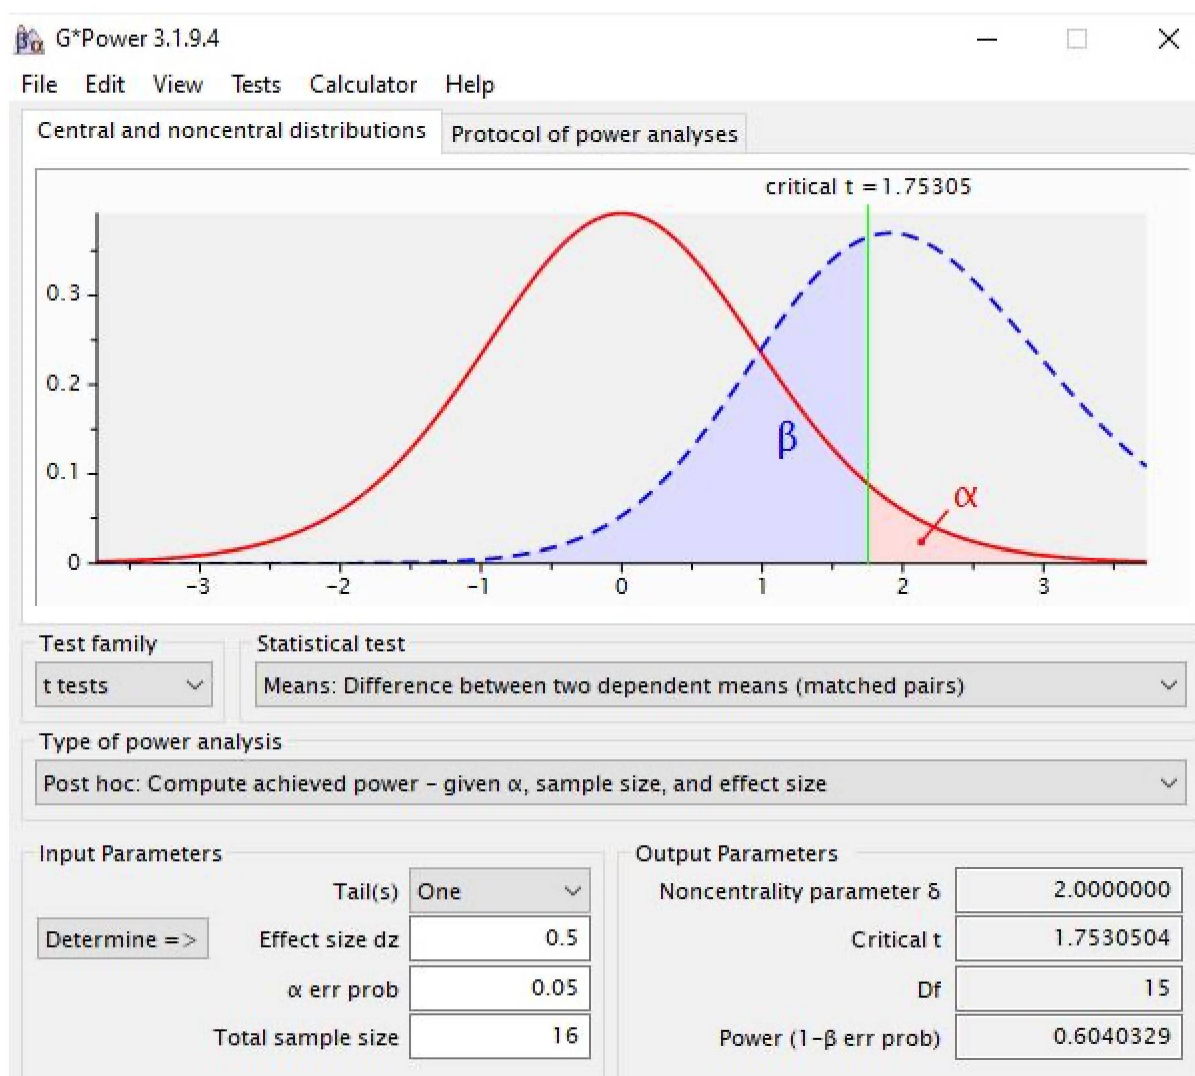 G*Power 3.1.9.4
File Edit View Tests Calculator Help
Central and noncentral distributions Protocol of power analyses
critical t = 1.75305
0.3
0.2
0.1
0
β
α
-3 -2 -1 0 1 2 3
Test family Statistical test
t tests Means: Difference between two dependent means (matched pairs)
Type of power analysis
Post hoc: Compute achieved power - given α, sample size, and effect size
Input Parameters Output Parameters
Tail(s) One Noncentrality parameter δ 2.0000000
Determine => Effect size dz 0.5 Critical t 1.7530504
α err prob 0.05 Df 15
Total sample size 16 Power (1-β err prob) 0.6040329